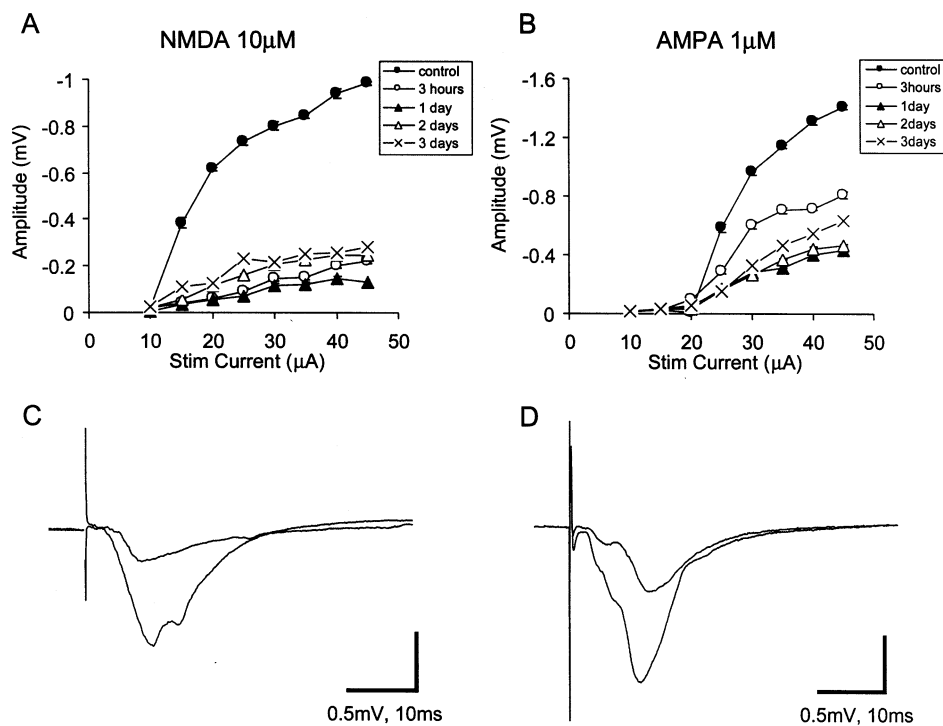 A
NMDA 10µM
-1
-0.8
-0.6
-0.4
-0.2
0
Amplitude (mV)
0 10 20 30 40 50
Stim Current (µA)
control
3 hours
1 day
2 days
3 days
B
AMPA 1µM
-1.6
-1.2
-0.8
-0.4
0
Amplitude (mV)
0 10 20 30 40 50
Stim Current (µA)
control
3hours
1day
2days
3days
C
0.5mV, 10ms
D
0.5mV, 10ms